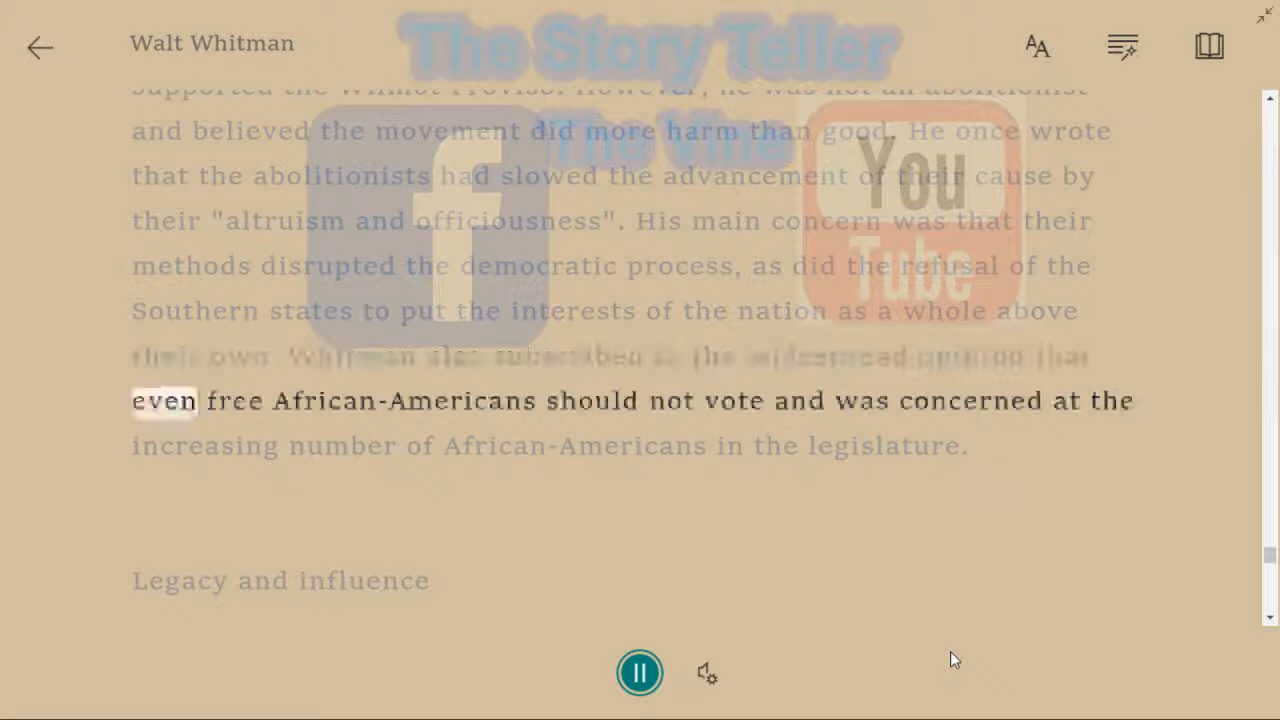 Walt Whitman
The Story Teller
The Vine
You
Tube
f
supported the Wilmot Proviso. However, he was not an abolitionist
and believed the movement did more harm than good. He once wrote
that the abolitionists had slowed the advancement of their cause by
their "altruism and officiousness". His main concern was that their
methods disrupted the democratic process, as did the refusal of the
Southern states to put the interests of the nation as a whole above
their own. Whitman also subscribed to the widespread opinion that
even free African-Americans should not vote and was concerned at the
increasing number of African-Americans in the legislature.
Legacy and influence